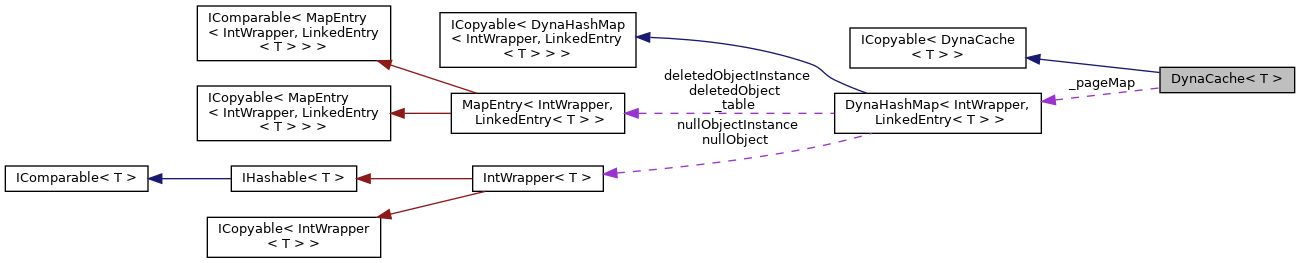 IComparable< MapEntry
< IntWrapper, LinkedEntry
< T > > >
ICopyable< DynaHashMap
< IntWrapper, LinkedEntry
< T > > >
ICopyable< DynaCache
< T > >
DynaCache< T >
_pageMap
deletedObjectInstance
deletedObject
_table
ICopyable< MapEntry
< IntWrapper, LinkedEntry
< T > > >
MapEntry< IntWrapper,
LinkedEntry< T > >
DynaHashMap< IntWrapper,
LinkedEntry< T > >
nullObjectInstance
nullObject
IComparable< T >
IHashable< T >
IntWrapper< T >
ICopyable< IntWrapper
< T > >